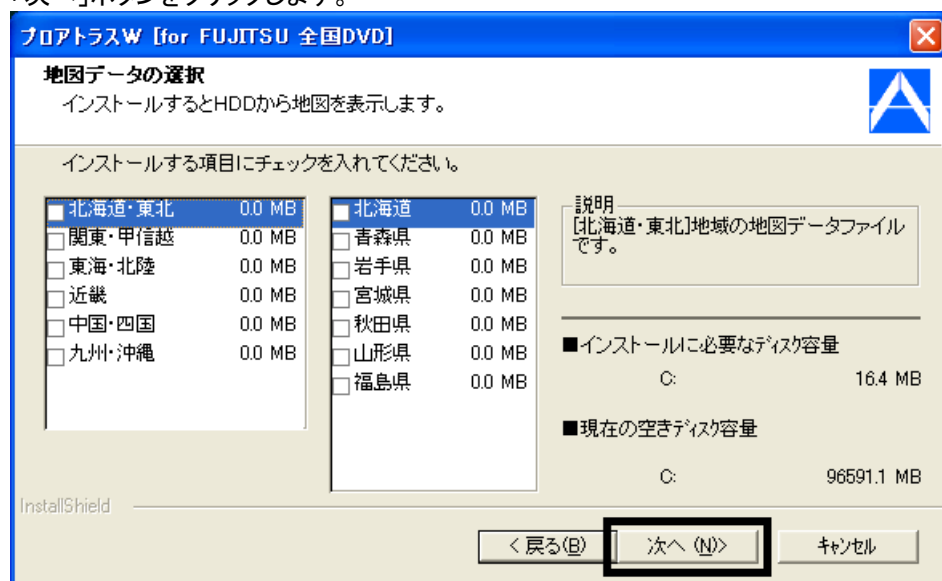 次へ]ボタンをクリックします。
プロアトラスW [for FUJITSU 全国DVD]
地図データの選択
インストールするとHDDから地図を表示します。
インストールする項目にチェックを入れてください。
北海道・東北 0.0 MB
関東・甲信越 0.0 MB
東海・北陸 0.0 MB
近畿 0.0 MB
中国・四国 0.0 MB
九州・沖縄 0.0 MB
北海道 0.0 MB
青森県 0.0 MB
岩手県 0.0 MB
宮城県 0.0 MB
秋田県 0.0 MB
山形県 0.0 MB
福島県 0.0 MB
説明
[北海道・東北]地域の地図データファイル
です。
■インストールに必要なディスク容量
C: 16.4 MB
■現在の空きディスク容量
C: 96591.1 MB
InstallShield
< 戻る(B)
次へ (N)>
キャンセル